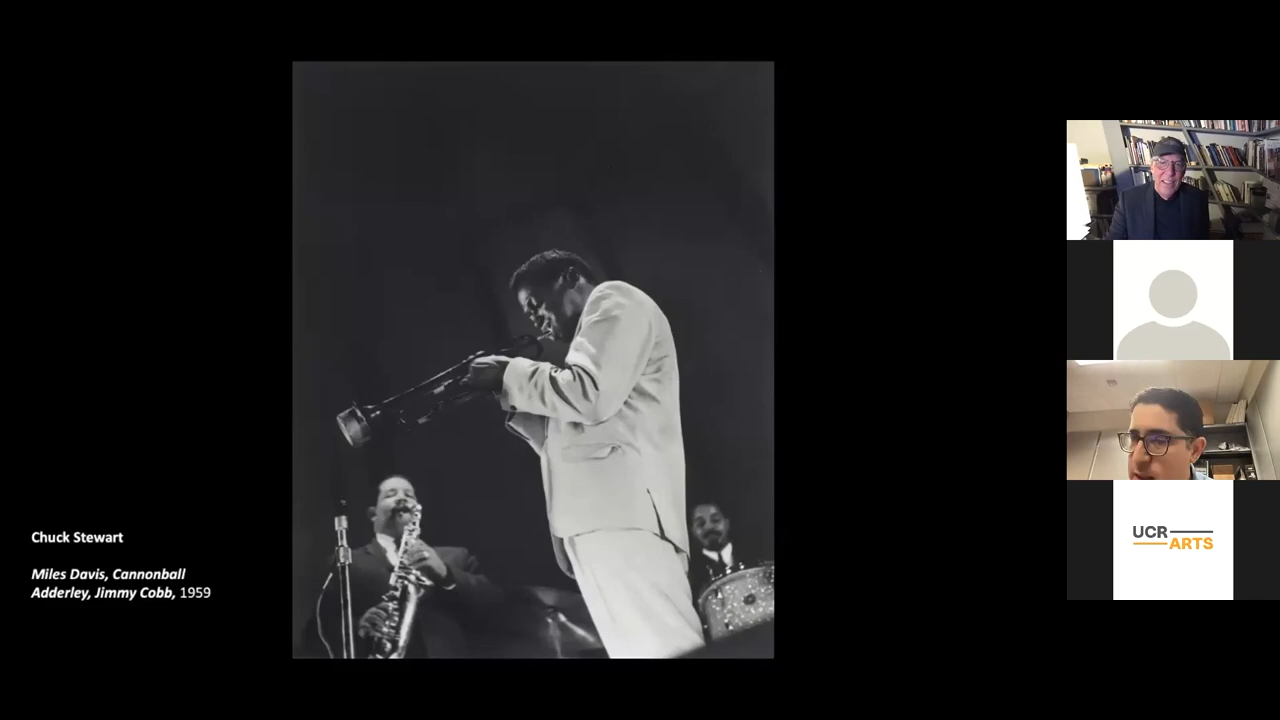 Chuck Stewart
Miles Davis, Cannonball
Adderley, Jimmy Cobb, 1959
UCR
ARTS